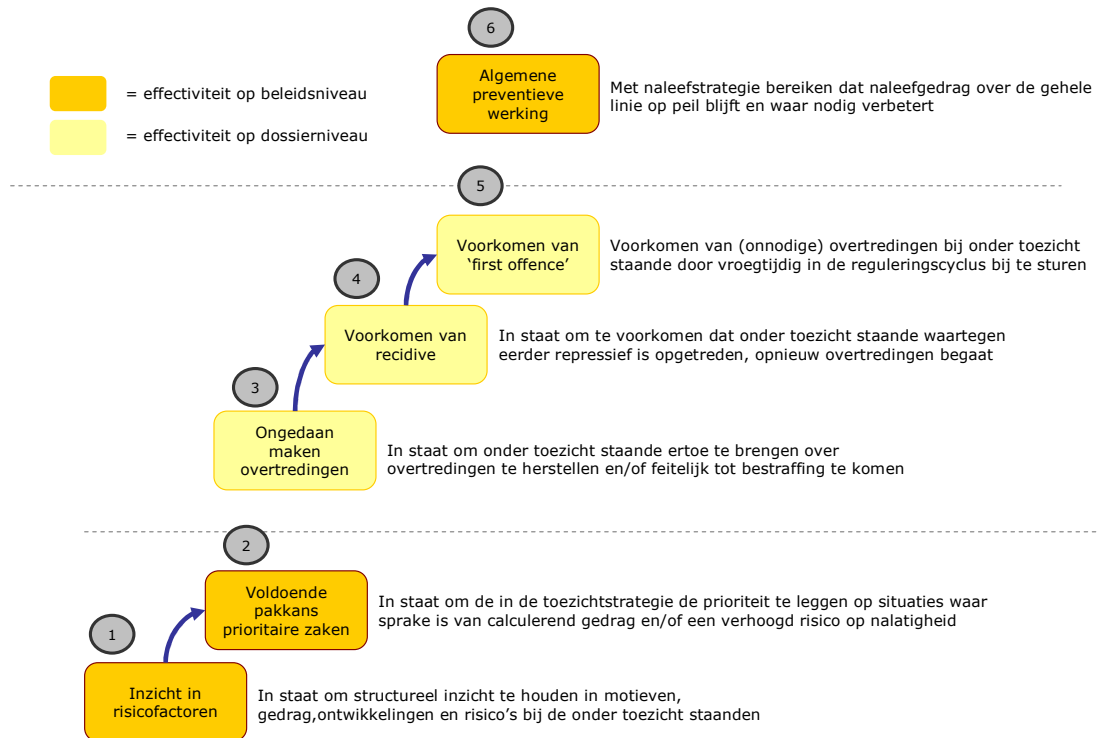 6
Algemene
preventieve
werking
Met naleefstrategie bereiken dat naleefgedrag over de gehele
linie op peil blijft en waar nodig verbetert
= effectiviteit op beleidsniveau
= effectiviteit op dossierniveau
5
Voorkomen van
‘first offence’
Voorkomen van (onnodige) overtredingen bij onder toezicht
staande door vroegtijdig in de reguleringscyclus bij te sturen
4
Voorkomen van
recidive
In staat om te voorkomen dat onder toezicht staande waartegen
eerder repressief is opgetreden, opnieuw overtredingen begaat
3
Ongedaan
maken
overtredingen
In staat om onder toezicht staande ertoe te brengen over
overtredingen te herstellen en/of feitelijk tot bestraffing te komen
2
Voldoende
pakkans
prioritaire zaken
In staat om de in de toezichtstrategie de prioriteit te leggen op situaties waar
sprake is van calculerend gedrag en/of een verhoogd risico op nalatigheid
1
Inzicht in
risicofactoren
In staat om structureel inzicht te houden in motieven,
gedrag,ontwikkelingen en risico’s bij de onder toezicht staanden